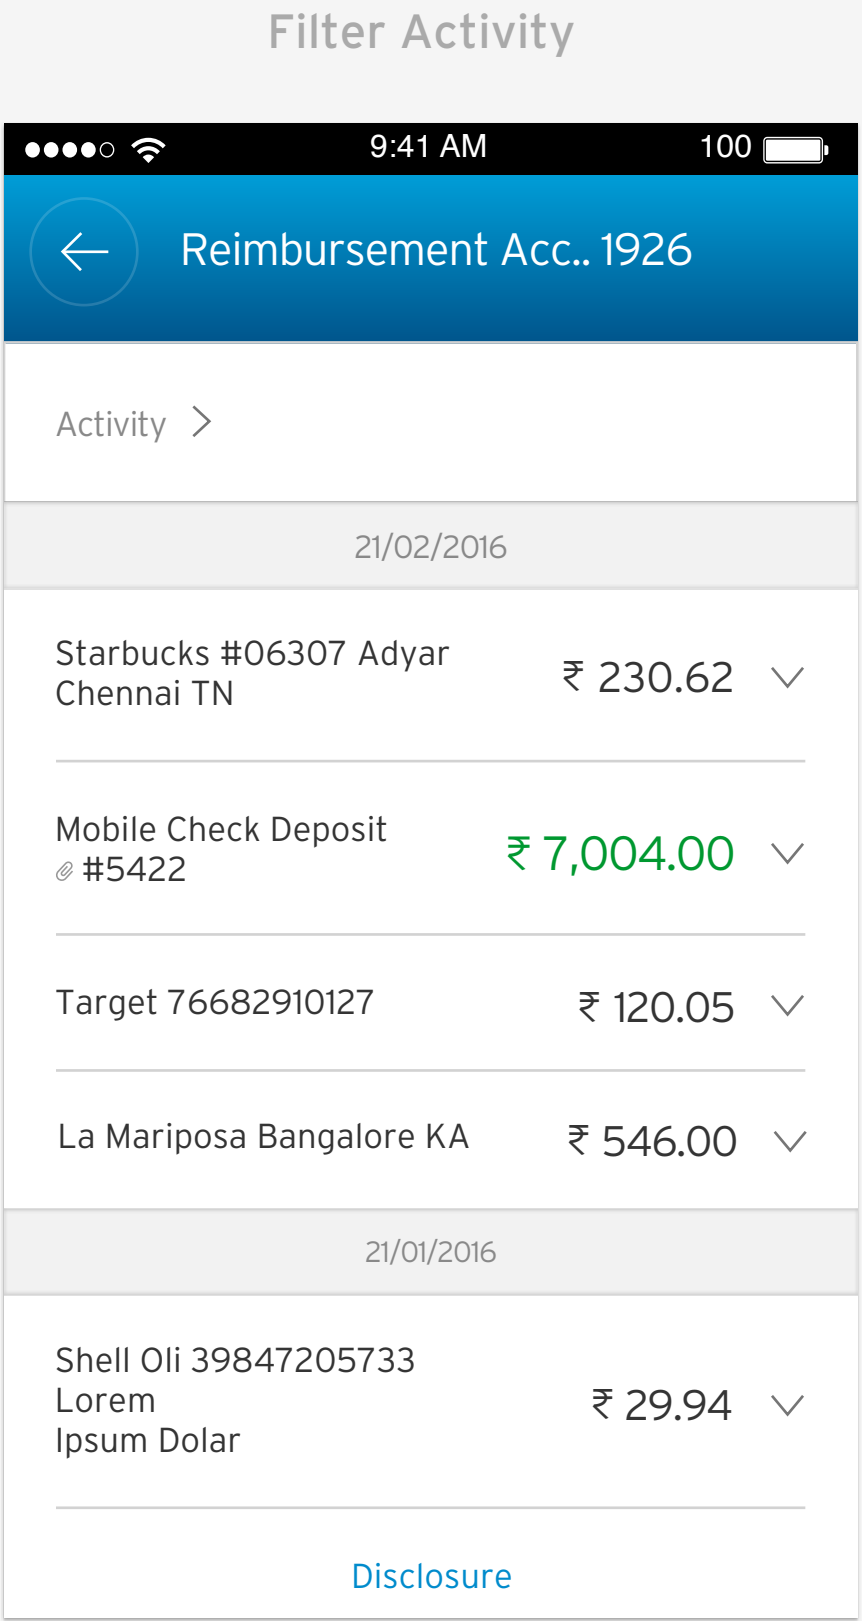 Filter Activity
9:41 AM
100
Reimbursement Acc.. 1926
Activity
21/02/2016
Starbucks #06307 Adyar
Chennai TN
₹ 230.62
Mobile Check Deposit
#5422
₹ 7,004.00
Target 76682910127
₹ 120.05
La Mariposa Bangalore KA
₹ 546.00
21/01/2016
Shell Oli 39847205733
Lorem
Ipsum Dolar
₹ 29.94
Disclosure